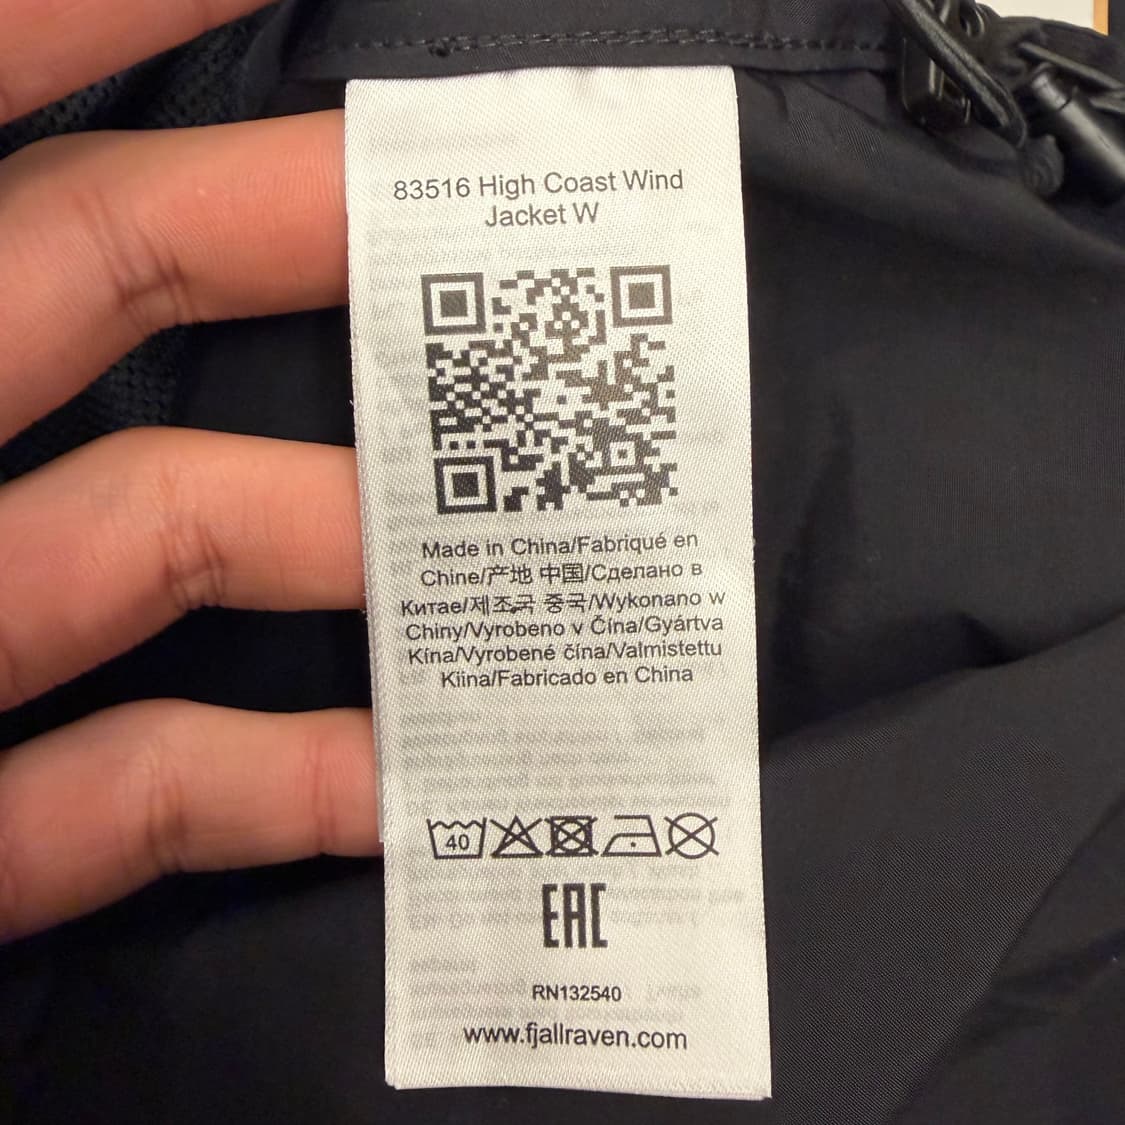 83516 High Coast Wind
Jacket W
Made in China/Fabriqué en
Chine/产地 中国/Сделано в
Китае/제조국 중국/Wykonano w
Chiny/Vyrobeno v Čína/Gyártva
Kína/Vyrobené čína/Valmistettu
Kiina/Fabricado en China
40
EAC
RN132540
www.fjallraven.com